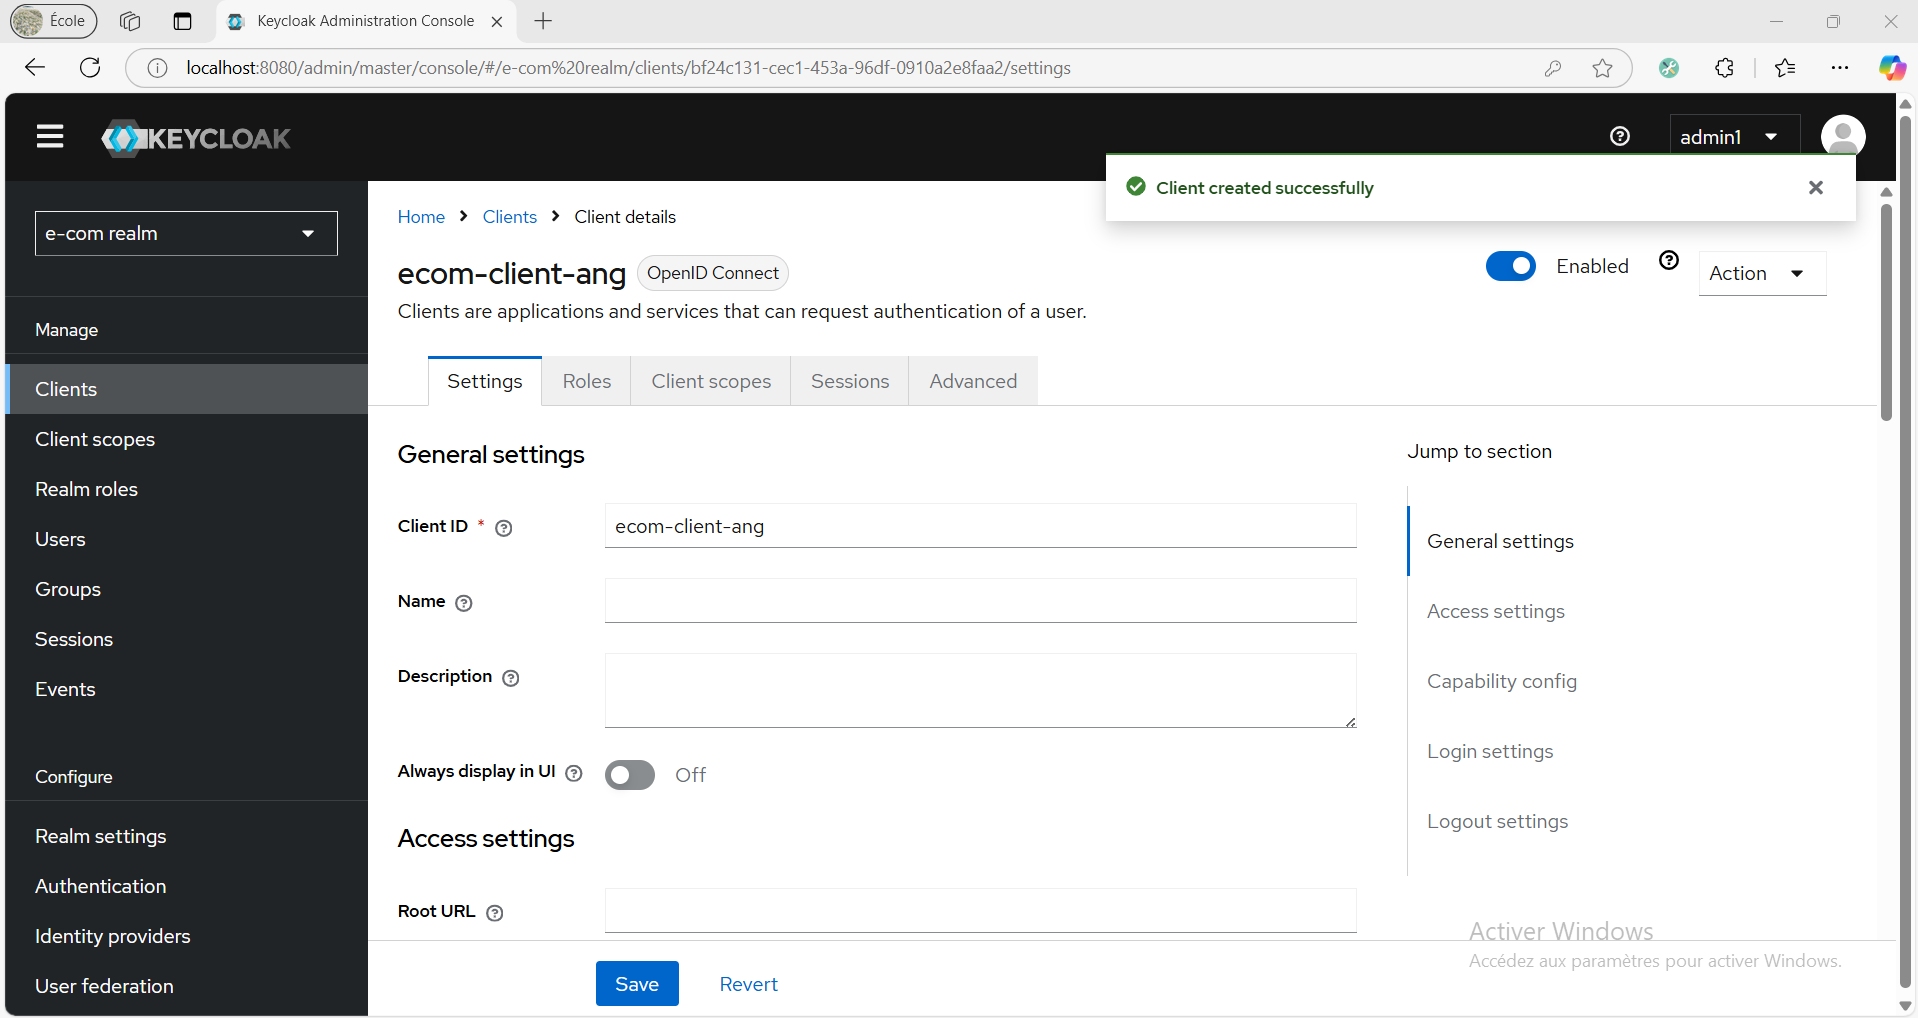 École
Keycloak Administration Console
localhost:8080/admin/master/console/#/e-com%20realm/clients/bf24c131-cec1-453a-96df-0910a2e8faa2/settings
KEYCLOAK
admin1
Client created successfully
e-com realm
Manage
Clients
Client scopes
Realm roles
Users
Groups
Sessions
Events
Configure
Realm settings
Authentication
Identity providers
User federation
Home
Clients
Client details
ecom-client-ang
OpenID Connect
Enabled
Action
Clients are applications and services that can request authentication of a user.
Settings
Roles
Client scopes
Sessions
Advanced
General settings
Client ID *
ecom-client-ang
Name
Description
Always display in UI
Off
Access settings
Root URL
Save
Revert
Jump to section
General settings
Access settings
Capability config
Login settings
Logout settings
Activer Windows
Accédez aux paramètres pour activer Windows.